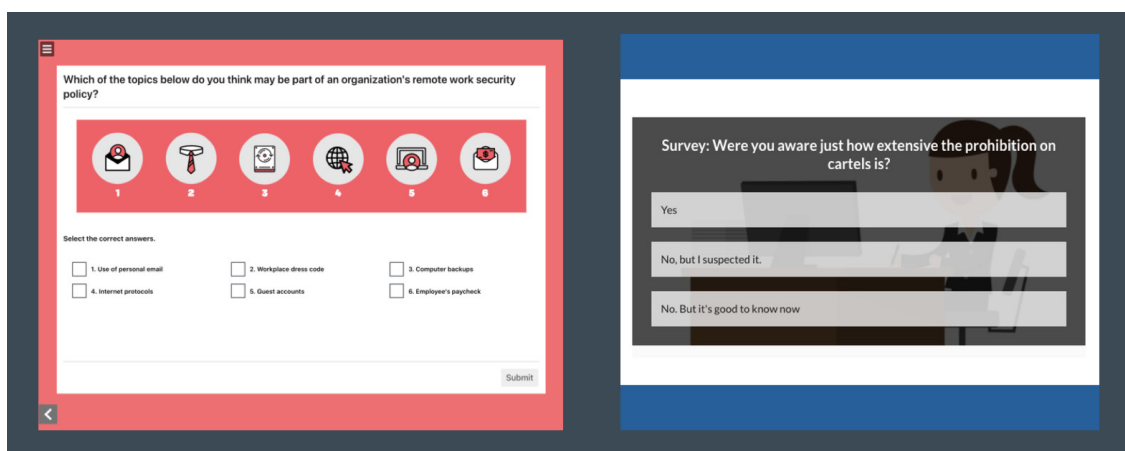 Which of the topics below do you think may be part of an organization's remote work security
policy?
1 2 3 4 5 6
Select the correct answers.
1. Use of personal email 2. Workplace dress code 3. Computer backups
4. Internet protocols 5. Guest accounts 6. Employee's paycheck
Submit
Survey: Were you aware just how extensive the prohibition on
cartels is?
Yes
No, but I suspected it.
No. But it's good to know now